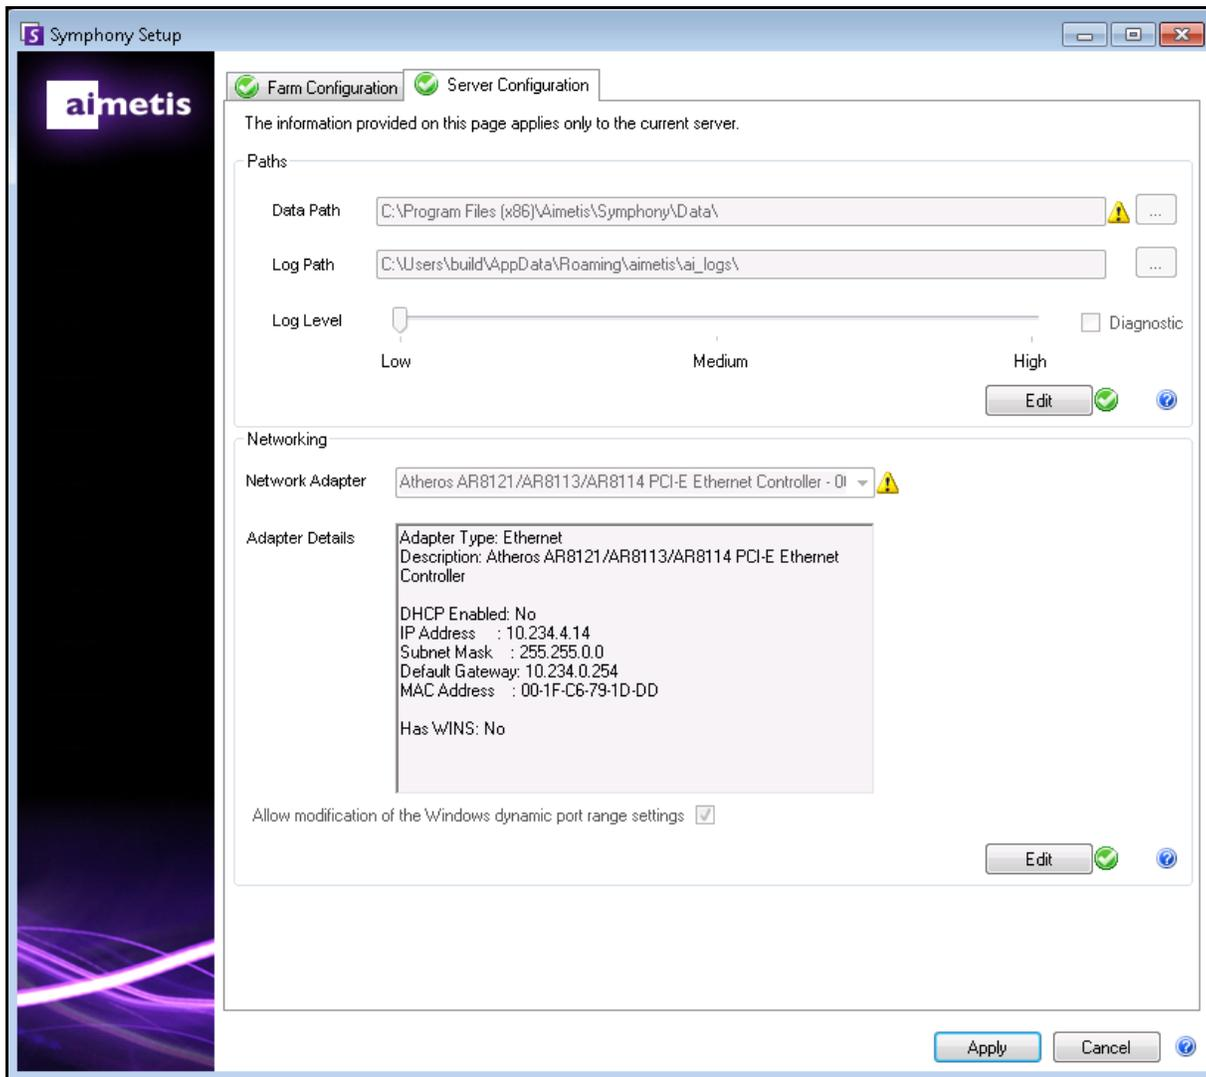 Symphony Setup
aimetis
Farm Configuration
Server Configuration
The information provided on this page applies only to the current server.
Paths
Data Path
C:\Program Files (x86)\Aimetis\Symphony\Data\
...
Log Path
C:\Users\build\AppData\Roaming\aimetis\ai_logs\
...
Log Level
Diagnostic
Low
Medium
High
Edit
Networking
Network Adapter
Atheros AR8121/AR8113/AR8114 PCI-E Ethernet Controller -
Adapter Details
Adapter Type: Ethernet
Description: Atheros AR8121/AR8113/AR8114 PCI-E Ethernet
Controller
DHCP Enabled: No
IP Address : 10.234.4.14
Subnet Mask : 255.255.0.0
Default Gateway: 10.234.0.254
MAC Address : 00-1F-C6-79-1D-DD
Has WINS: No
Allow modification of the Windows dynamic port range settings
Edit
Apply
Cancel